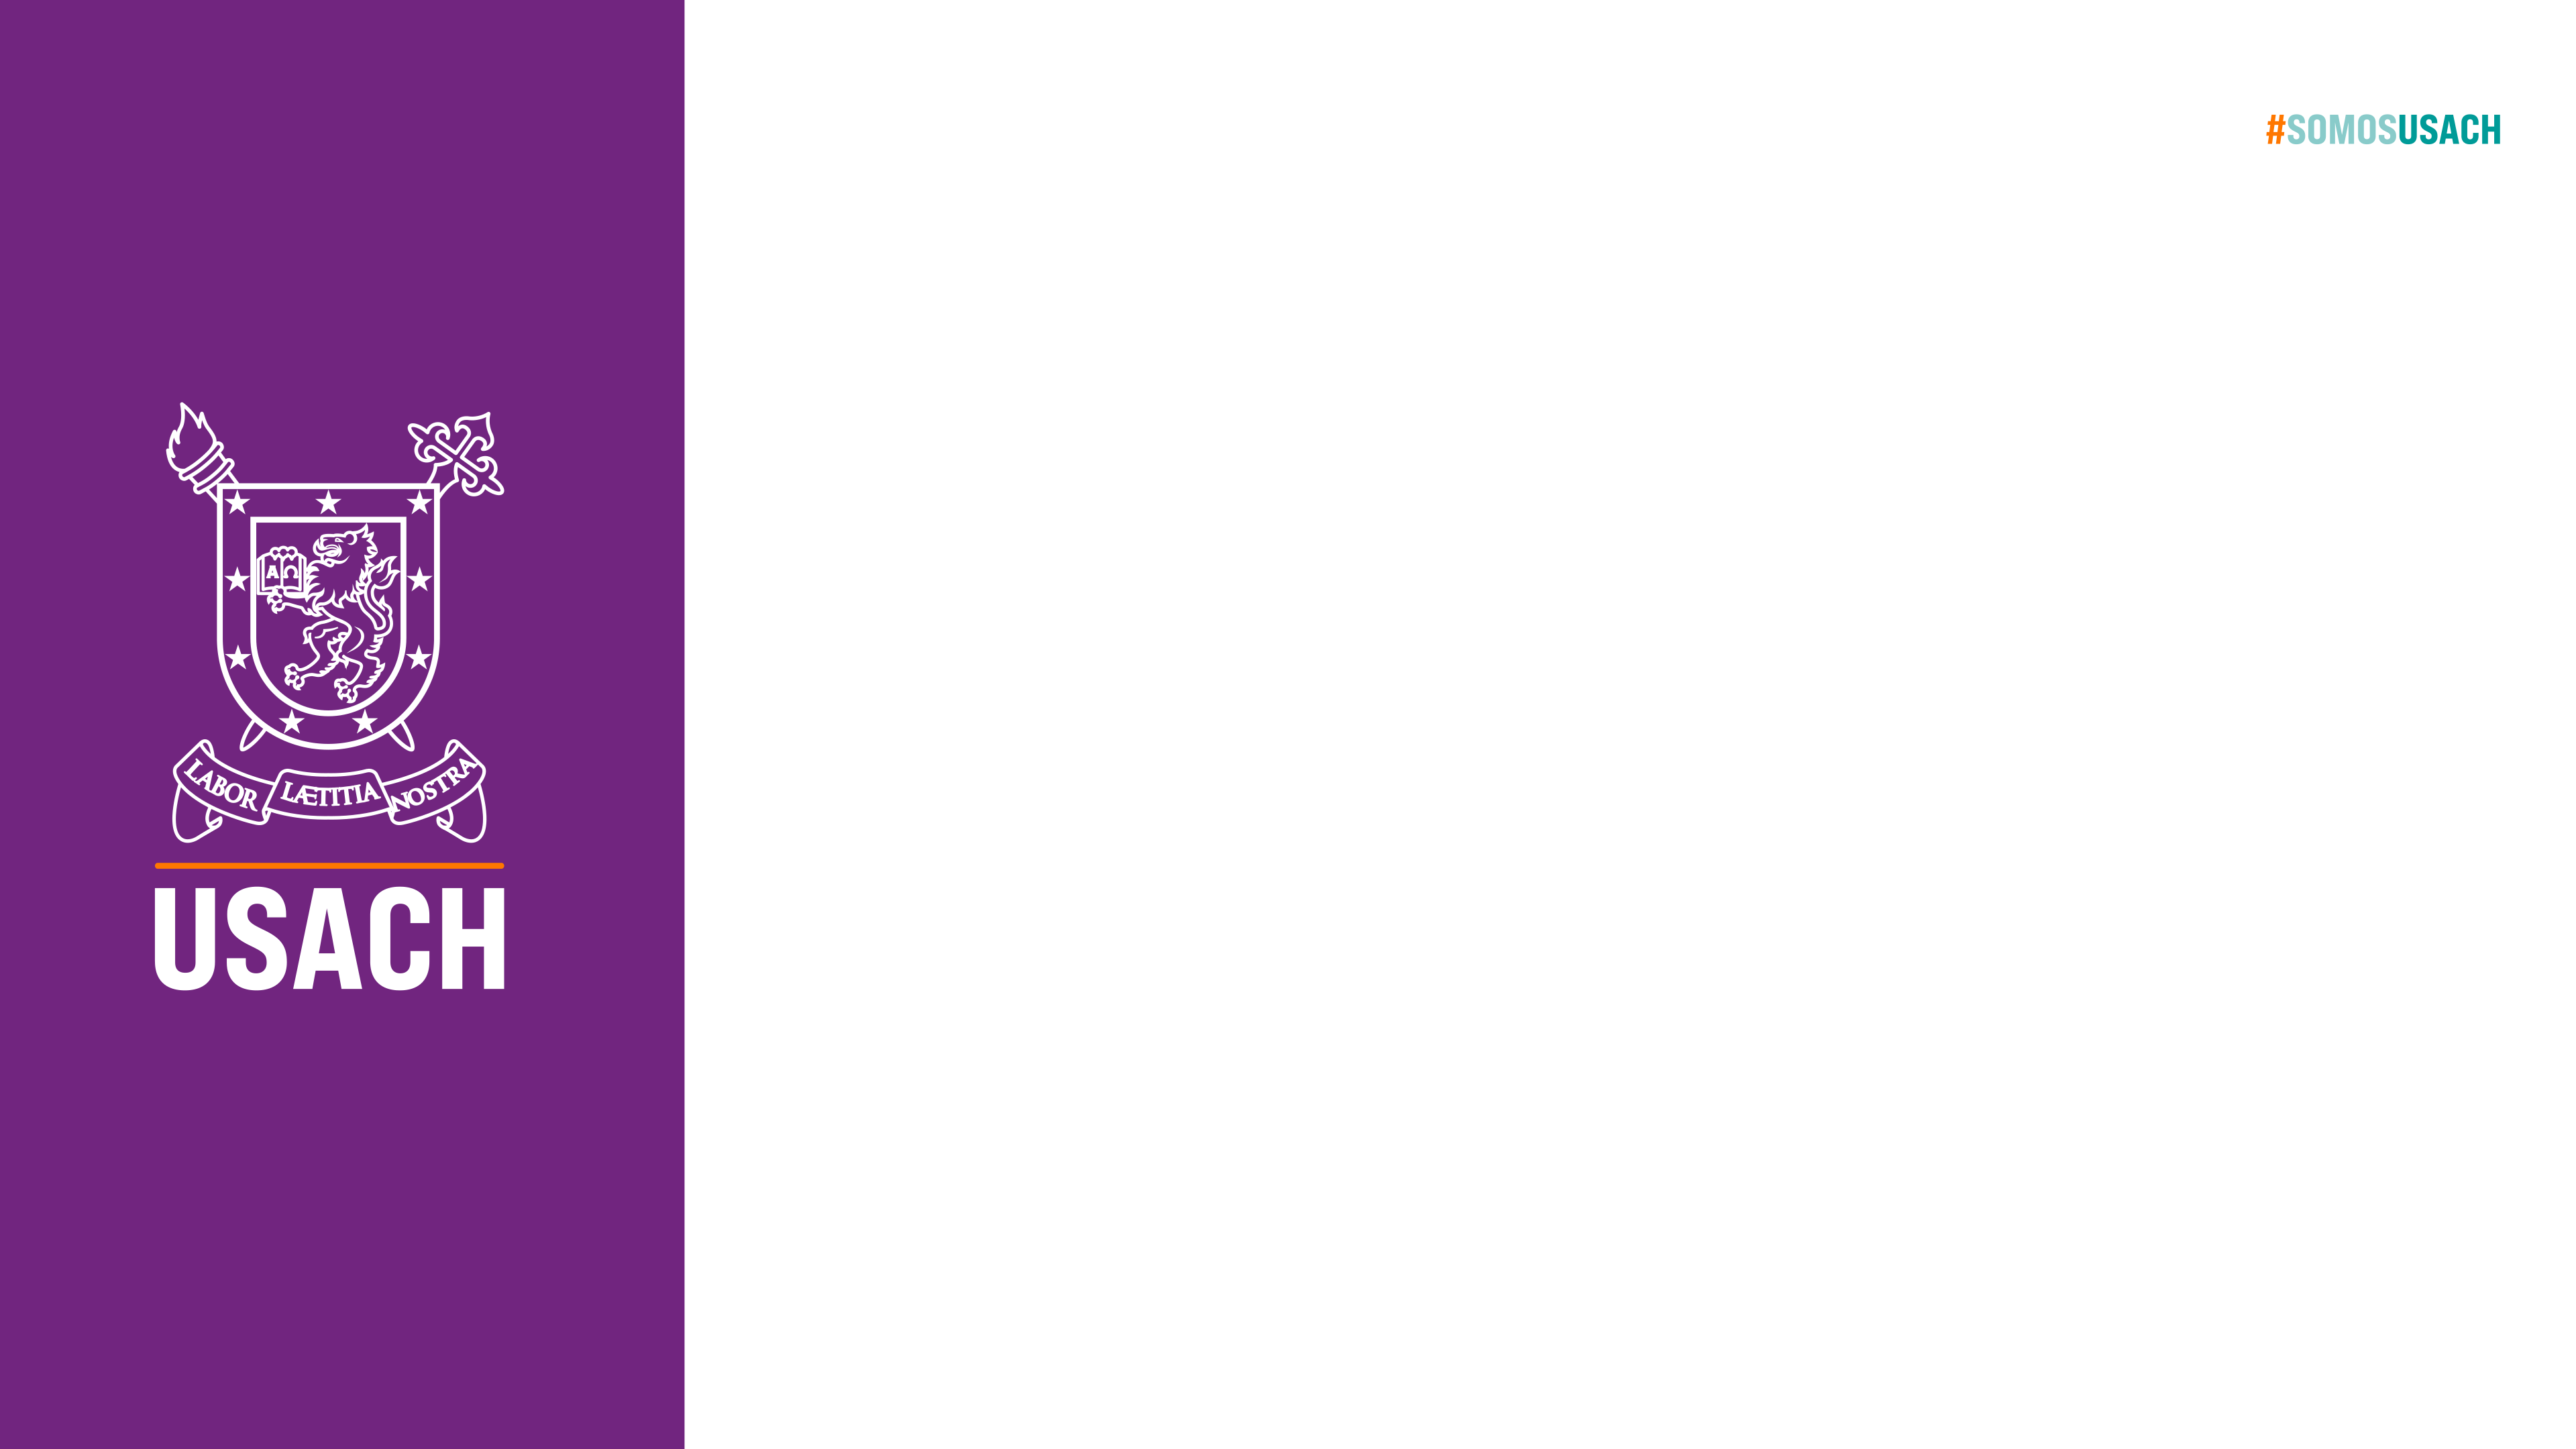 #SOMOSUSACH
Α Ω
LABOR LÆTITIA NOSTRA
USACH